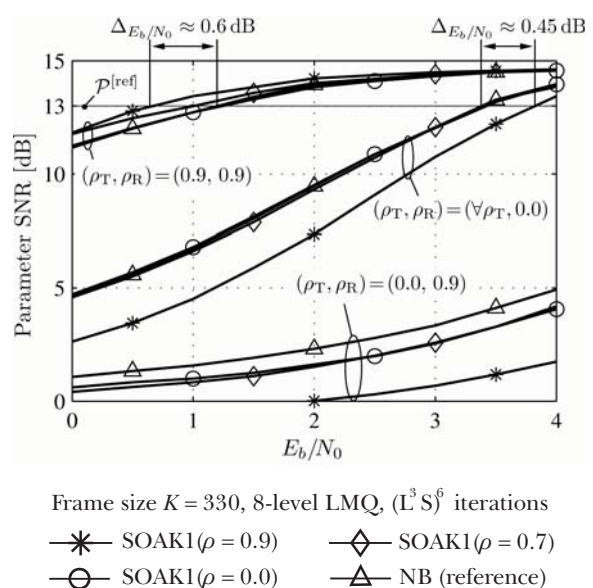 Δ_{E_b/N_0} ≈ 0.6 dB
Δ_{E_b/N_0} ≈ 0.45 dB
15
13
10
5
0
Parameter SNR [dB]
𝒫^{[ref]}
(ρ_T, ρ_R)=(0.9, 0.9)
(ρ_T, ρ_R)=(∀ρ_T, 0.0)
(ρ_T, ρ_R)=(0.0, 0.9)
0 1 2 3 4
E_b/N_0
Frame size K = 330, 8-level LMQ, (L^3 S)^6 iterations
SOAK1(ρ = 0.9)
SOAK1(ρ = 0.7)
SOAK1(ρ = 0.0)
NB (reference)